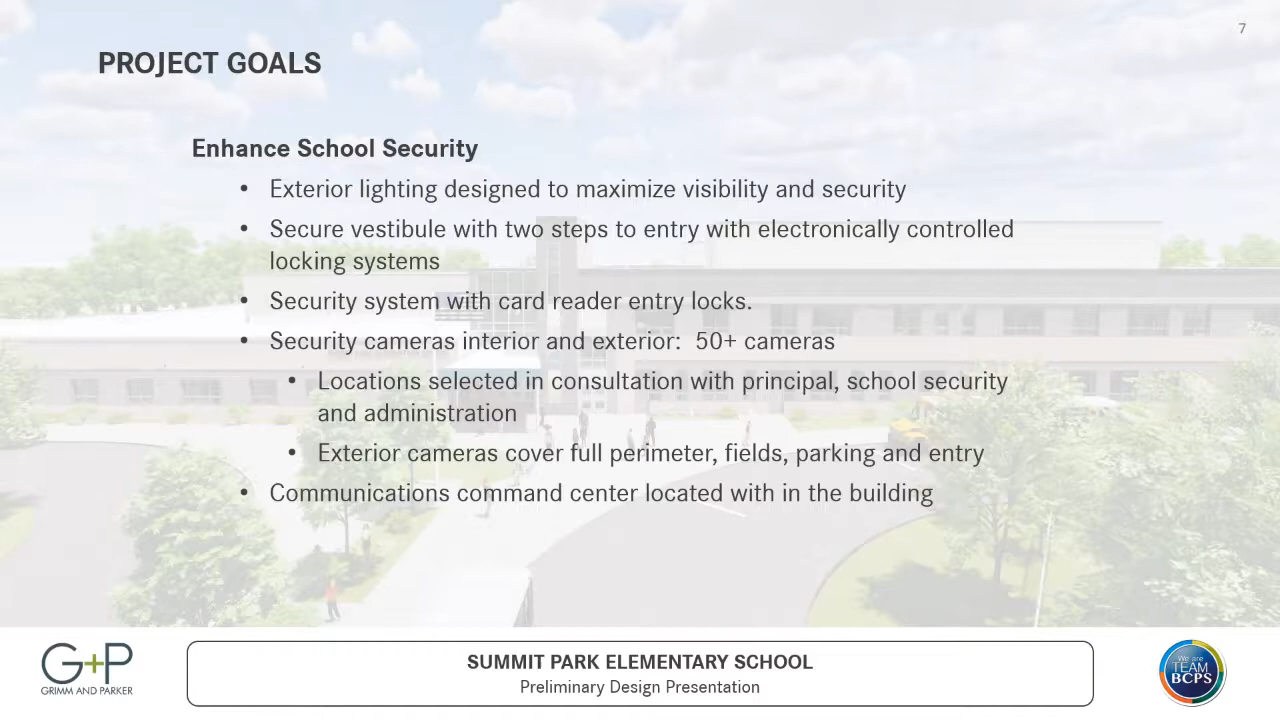 7
PROJECT GOALS
Enhance School Security
• Exterior lighting designed to maximize visibility and security
• Secure vestibule with two steps to entry with electronically controlled
locking systems
• Security system with card reader entry locks.
• Security cameras interior and exterior:  50+ cameras
• Locations selected in consultation with principal, school security
and administration
• Exterior cameras cover full perimeter, fields, parking and entry
• Communications command center located with in the building
G+P
GRIMM AND PARKER
SUMMIT PARK ELEMENTARY SCHOOL
Preliminary Design Presentation
We are
TEAM
BCPS